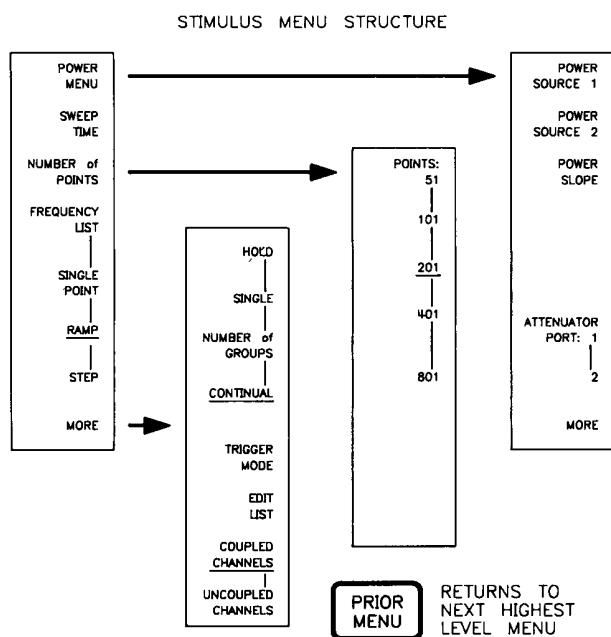 STIMULUS MENU STRUCTURE
POWER
MENU
SWEEP
TIME
NUMBER of
POINTS
FREQUENCY
LIST
SINGLE
POINT
RAMP
STEP
MORE
HOLD
SINGLE
NUMBER of
GROUPS
CONTINUAL
TRIGGER
MODE
EDIT
LIST
COUPLED
CHANNELS
UNCOUPLED
CHANNELS
POINTS:
51
101
201
401
801
POWER
SOURCE 1
POWER
SOURCE 2
POWER
SLOPE
ATTENUATOR
PORT: 1
2
MORE
PRIOR
MENU
RETURNS TO
NEXT HIGHEST
LEVEL MENU